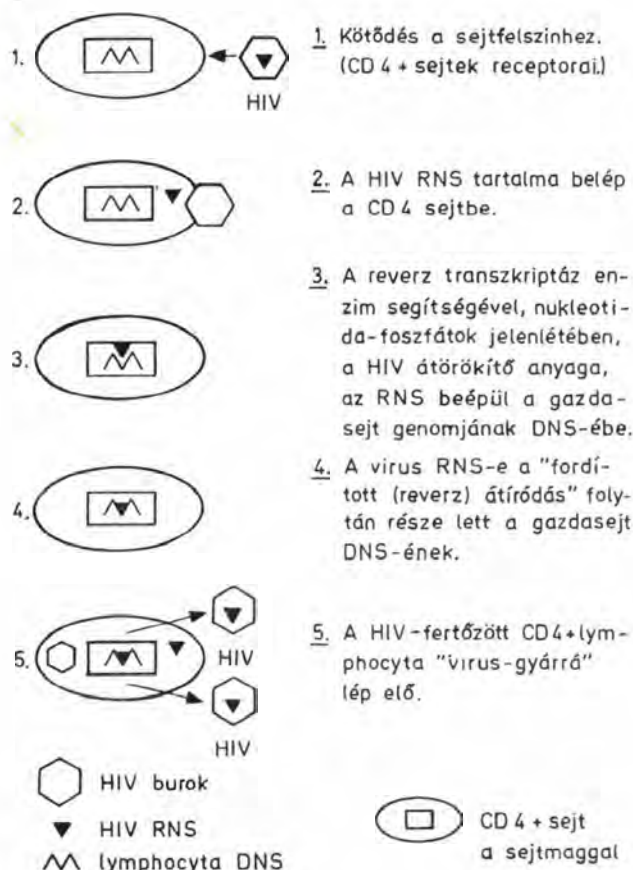 1.
HIV
1. Kötődés a sejtfelszinhez.
(CD 4 + sejtek receptorai.)
2.
2. A HIV RNS tartalma belép
a CD 4 sejtbe.
3.
3. A reverz transzkriptáz en-
zim segítségével, nukleoti-
da-foszfátok jelenlétében,
a HIV átörökítő anyaga,
az RNS beépül a gazda-
sejt genomjának DNS-ébe.
4.
4. A virus RNS-e a "fordí-
tott (reverz) átíródás" foly-
tán része lett a gazdasejt
DNS-ének.
5.
HIV
HIV
5. A HIV-fertőzött CD4+lym-
phocyta "vırus-gyárrá"
lép elő.
HIV burok
HIV RNS
lymphocyta DNS
CD 4 + sejt
a sejtmaggal